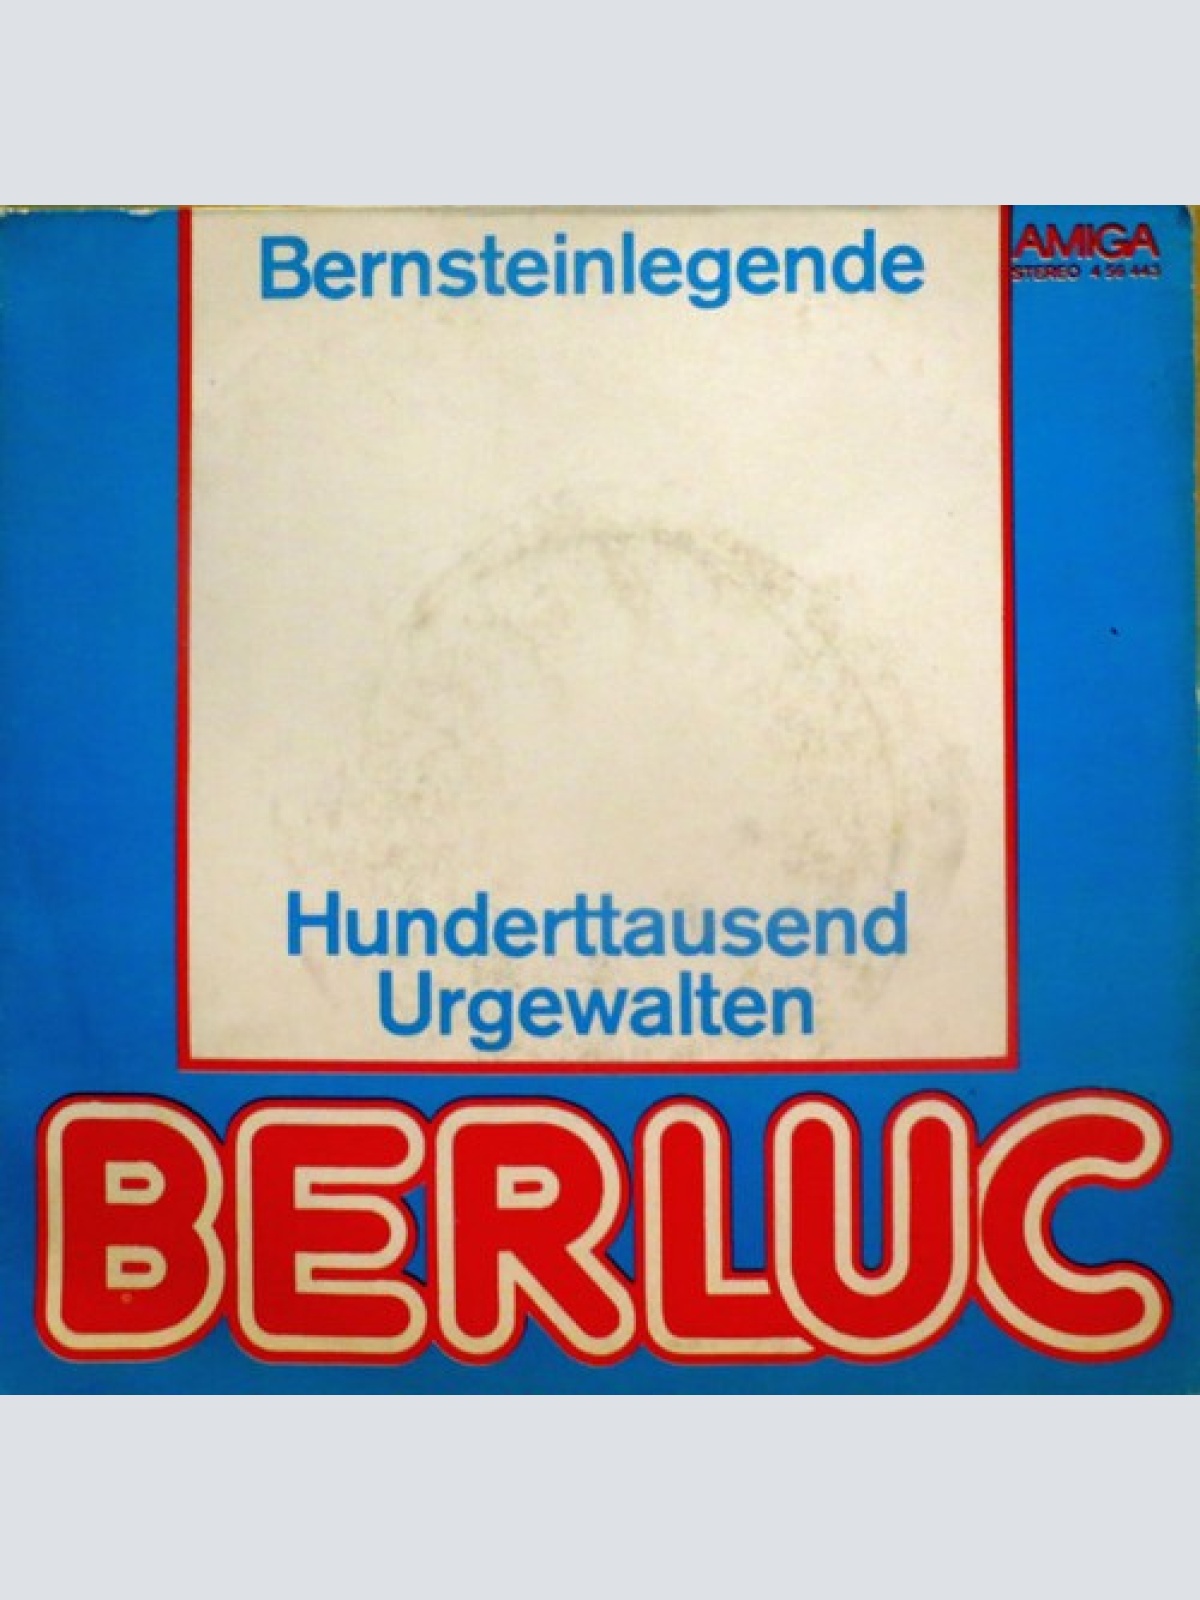 Bernsteinlegende
AMIGA
STEREO 4 56 443
Hunderttausend
Urgewalten
BERLUC